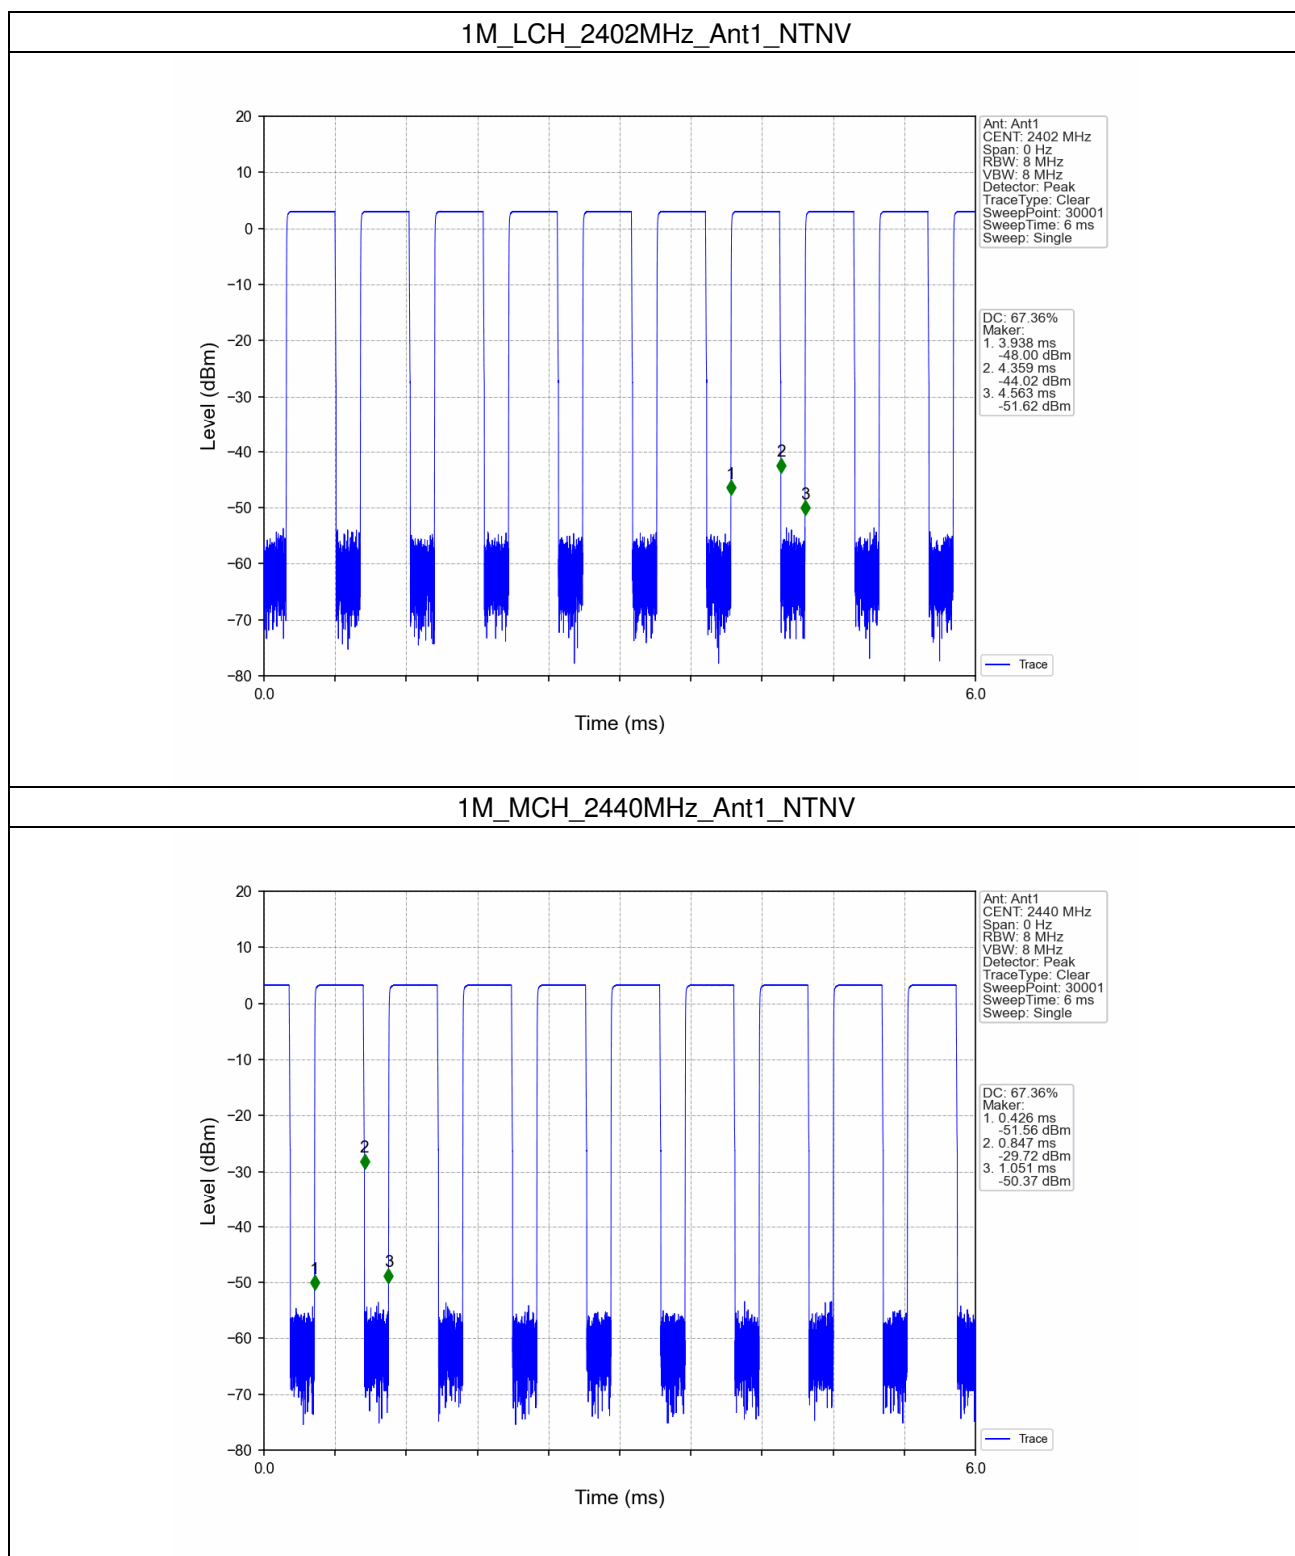 1M_LCH_2402MHz_Ant1_NTNV
20
10
0
−10
−20
−30
−40
−50
−60
−70
−80
Level (dBm)
0.0
6.0
Time (ms)
1
2
3
Ant: Ant1
CENT: 2402 MHz
Span: 0 Hz
RBW: 8 MHz
VBW: 8 MHz
Detector: Peak
TraceType: Clear
SweepPoint: 30001
SweepTime: 6 ms
Sweep: Single
DC: 67.36%
Maker:
1. 3.938 ms
-48.00 dBm
2. 4.359 ms
-44.02 dBm
3. 4.563 ms
-51.62 dBm
Trace
1M_MCH_2440MHz_Ant1_NTNV
20
10
0
−10
−20
−30
−40
−50
−60
−70
−80
Level (dBm)
0.0
6.0
Time (ms)
1
2
3
Ant: Ant1
CENT: 2440 MHz
Span: 0 Hz
RBW: 8 MHz
VBW: 8 MHz
Detector: Peak
TraceType: Clear
SweepPoint: 30001
SweepTime: 6 ms
Sweep: Single
DC: 67.36%
Maker:
1. 0.426 ms
-51.56 dBm
2. 0.847 ms
-29.72 dBm
3. 1.051 ms
-50.37 dBm
Trace